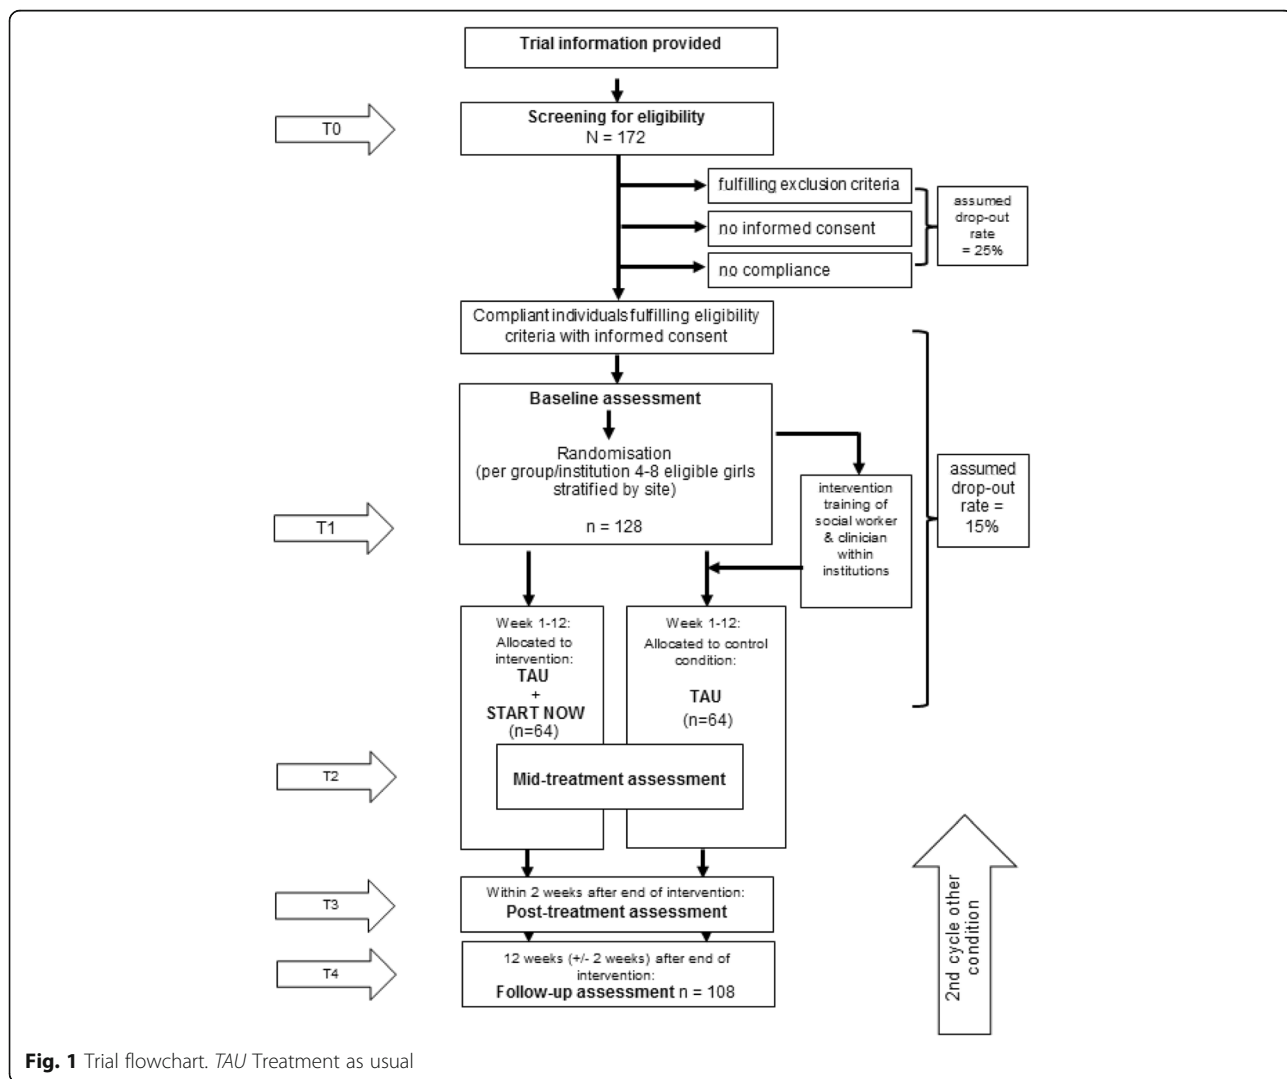 Trial information provided
T0
Screening for eligibility
N = 172
fulfilling exclusion criteria
no informed consent
no compliance
assumed
drop-out
rate
= 25%
Compliant individuals fulfilling eligibility
criteria with informed consent
Baseline assessment
Randomisation
(per group/institution 4-8 eligible girls
stratified by site)
n = 128
T1
intervention
training of
social worker
& clinician
within
institutions
assumed
drop-out
rate =
15%
Week 1-12:
Allocated to
intervention:
TAU
+
START NOW
(n=64)
Week 1-12:
Allocated to control
condition:
TAU
(n=64)
T2
Mid-treatment assessment
T3
Within 2 weeks after end of intervention:
Post-treatment assessment
T4
12 weeks (+/- 2 weeks) after end of
intervention:
Follow-up assessment n = 108
2nd cycle other
condition
Fig. 1 Trial flowchart. TAU Treatment as usual